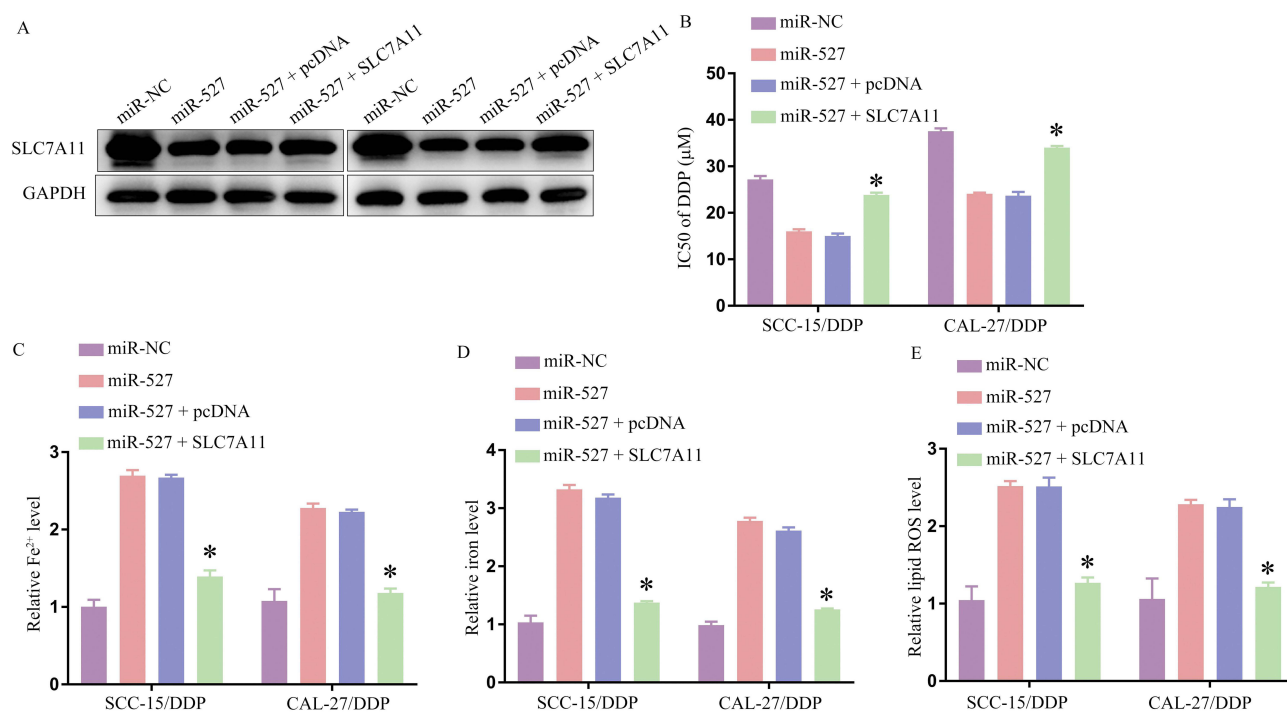 A
miR-NC
miR-527
miR-527 + pcDNA
miR-527 + SLC7A11
miR-NC
miR-527
miR-527 + pcDNA
miR-527 + SLC7A11
SLC7A11
GAPDH
B
miR-NC
miR-527
miR-527 + pcDNA
miR-527 + SLC7A11
IC50 of DDP (μM)
50
40
30
20
10
0
*
*
SCC-15/DDP
CAL-27/DDP
C
miR-NC
miR-527
miR-527 + pcDNA
miR-527 + SLC7A11
Relative Fe²⁺ level
3
2
1
0
*
*
SCC-15/DDP
CAL-27/DDP
D
miR-NC
miR-527
miR-527 + pcDNA
miR-527 + SLC7A11
Relative iron level
4
3
2
1
0
*
*
SCC-15/DDP
CAL-27/DDP
E
miR-NC
miR-527
miR-527 + pcDNA
miR-527 + SLC7A11
Relative lipid ROS level
3
2
1
0
*
*
SCC-15/DDP
CAL-27/DDP